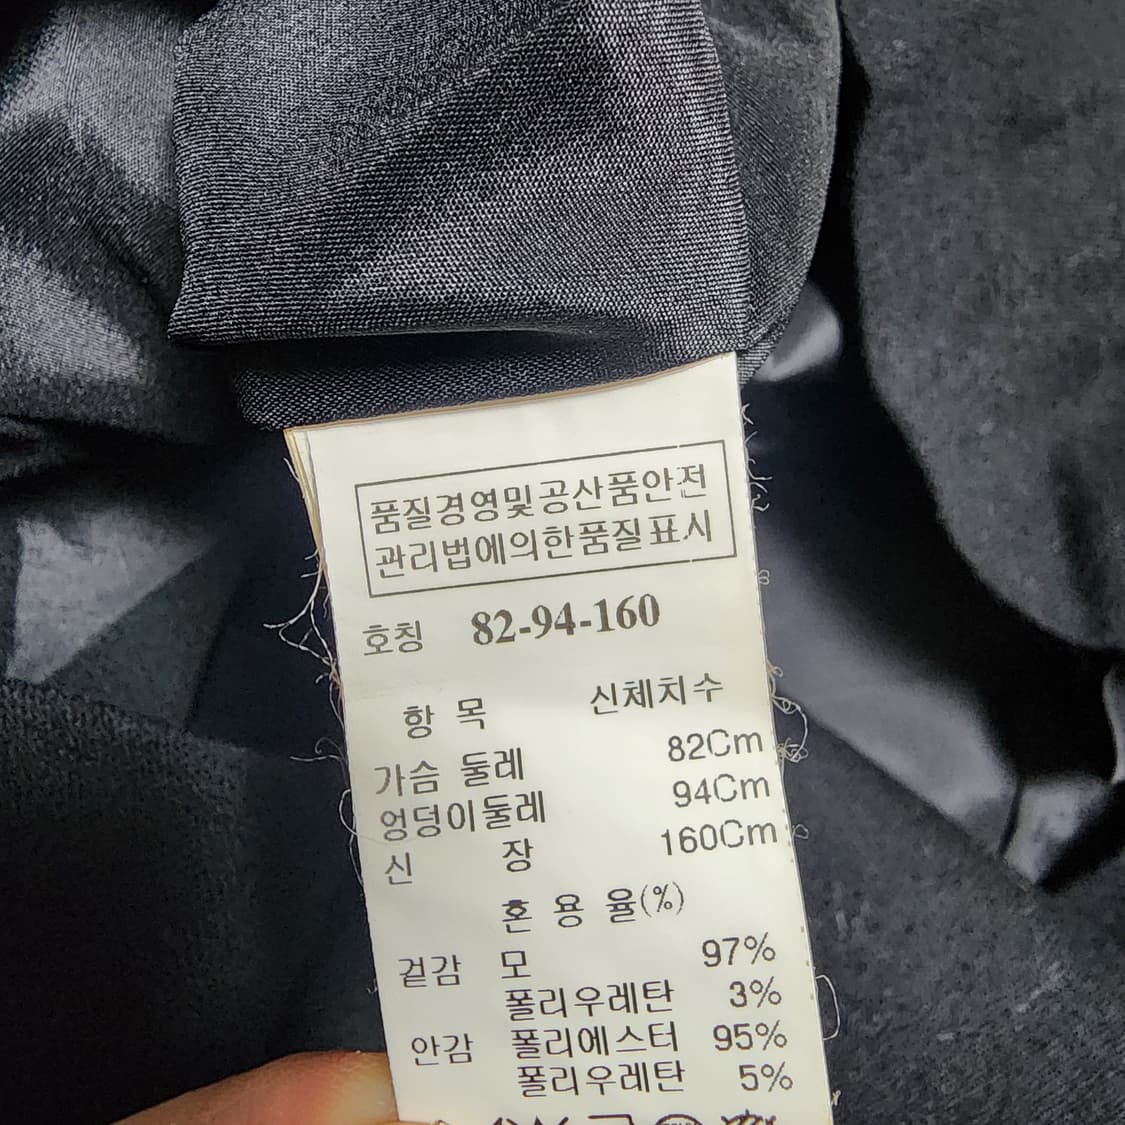 품질경영및공산품안전
관리법에의한품질표시
호칭 82-94-160
항 목 신체치수
가슴 둘레 82Cm
엉덩이둘레 94Cm
신 장 160Cm
혼 용 율(%)
겉감 모 97%
폴리우레탄 3%
안감 폴리에스터 95%
폴리우레탄 5%